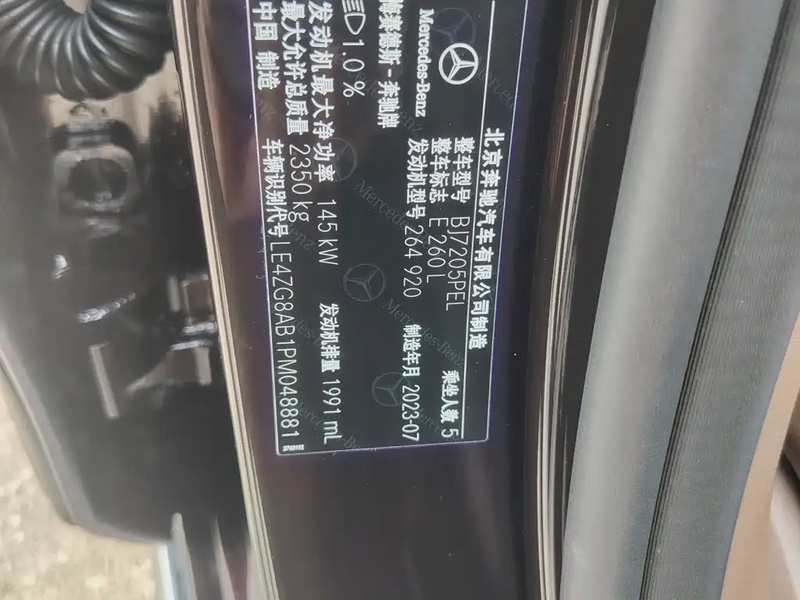 北京奔驰汽车有限公司制造
Mercedes-Benz
整车型号 BJ7205PEL
乘坐人数 5
整车标志 E 260 L
梅赛德斯-奔驰牌
发动机型号 264 920
制造年月 2023-07
1.0 %
发动机最大净功率 145 kW
发动机排量 1991 mL
最大允许总质量 2350 kg
中国 制造
车辆识别代号 LE4ZG8AB1PM048881